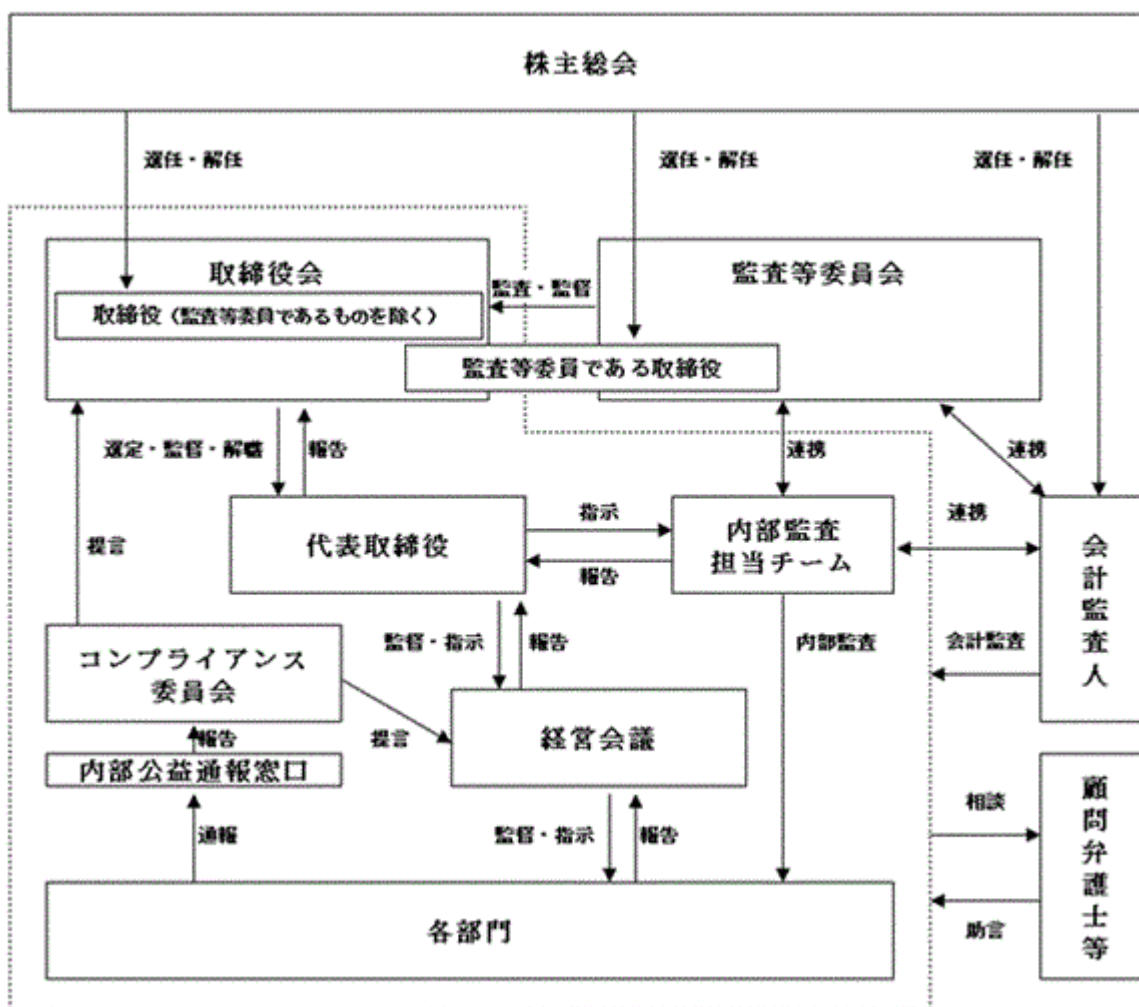 株主総会
選任・解任
選任・解任
選任・解任
取締役会
監査等委員会
監査・監督
取締役（監査等委員であるものを除く）
監査等委員である取締役
選定・監督・解職
報告
連携
連携
提言
代表取締役
指示
報告
内部監査
担当チーム
連携
会計監査人
コンプライアンス
委員会
監督・指示
報告
内部監査
会計監査
提言
経営会議
報告
内部公益通報窓口
通報
監督・指示
報告
相談
助言
顧問弁護士等
各部門